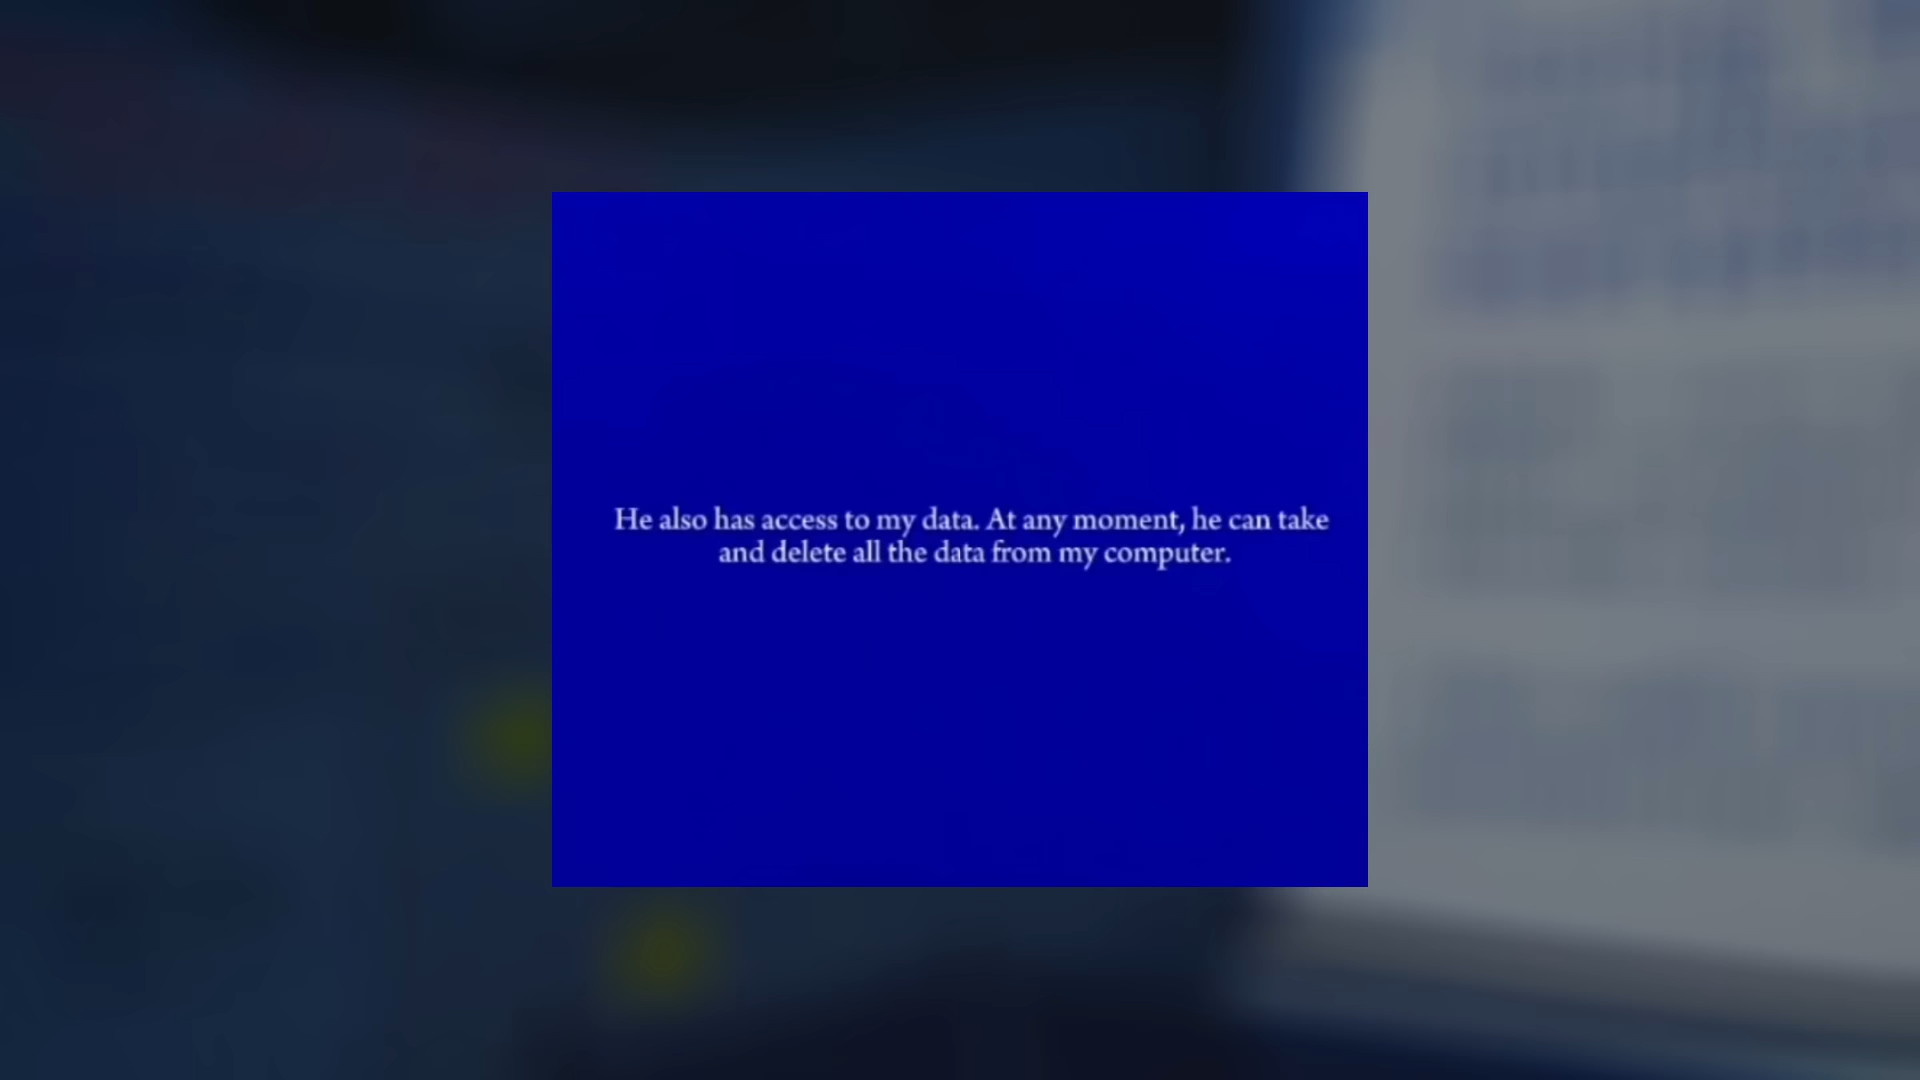 He also has access to my data. At any moment, he can take
and delete all the data from my computer.